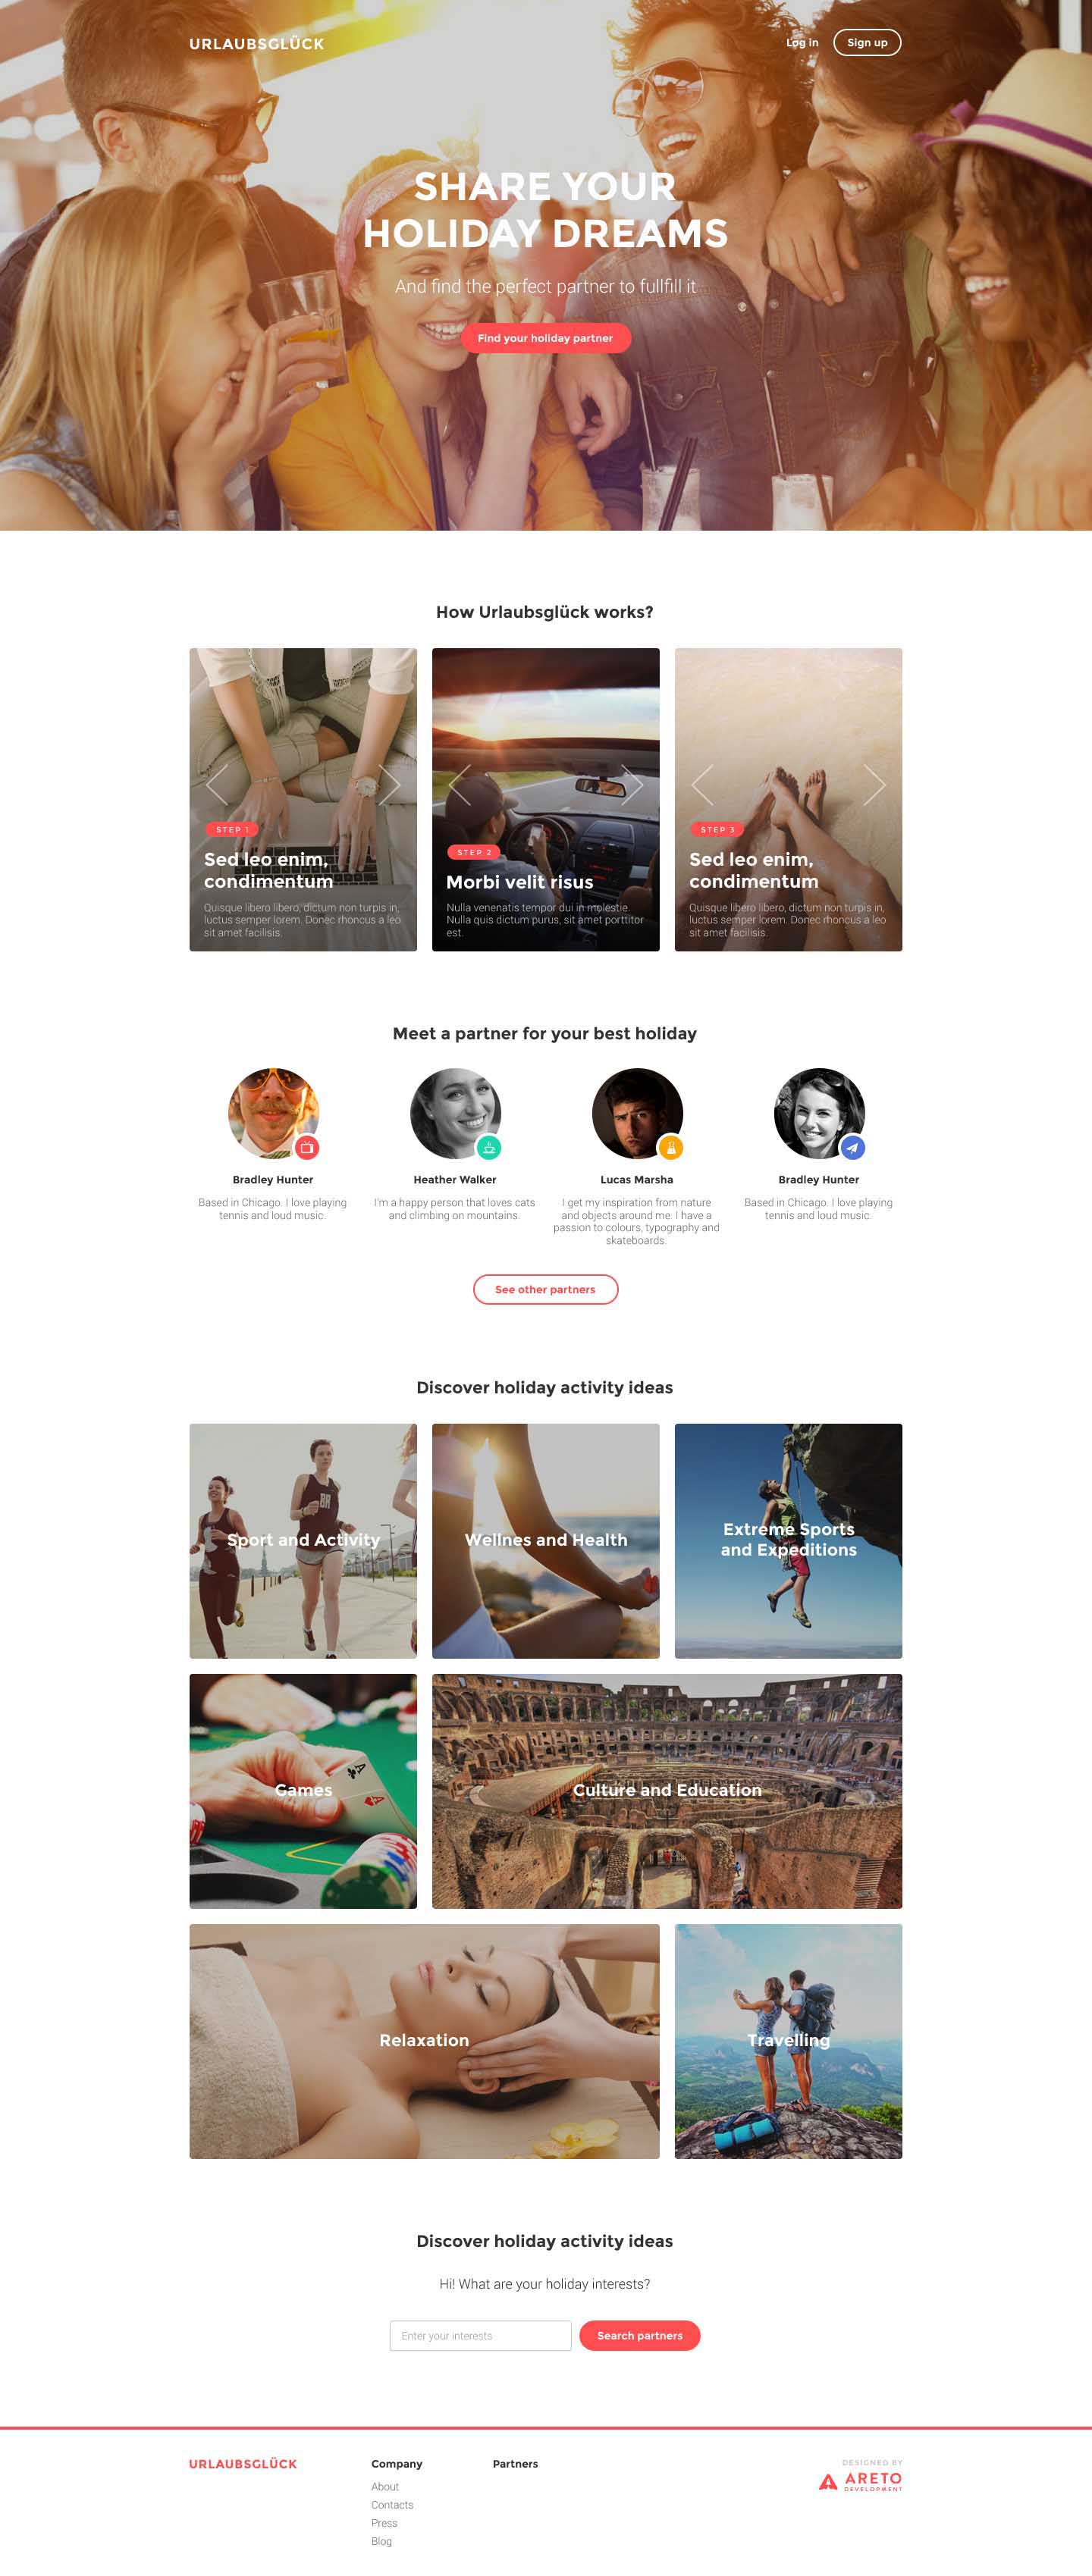 URLAUBSGLÜCK
Log in
Sign up
SHARE YOUR
HOLIDAY DREAMS
And find the perfect partner to fullfill it
Find your holiday partner
How Urlaubsglück works?
STEP 1
Sed leo enim,
condimentum
Quisque libero libero, dictum non turpis in,
luctus semper lorem. Donec rhoncus a leo
sit amet facilisis.
STEP 2
Morbi velit risus
Nulla venenatis tempor dui in molestie.
Nulla quis dictum purus, sit amet porttitor
est.
STEP 3
Sed leo enim,
condimentum
Quisque libero libero, dictum non turpis in,
luctus semper lorem. Donec rhoncus a leo
sit amet facilisis.
Meet a partner for your best holiday
Bradley Hunter
Based in Chicago. I love playing
tennis and loud music.
Heather Walker
I'm a happy person that loves cats
and climbing on mountains.
Lucas Marsha
I get my inspiration from nature
and objects around me. I have a
passion to colours, typography and
skateboards.
Bradley Hunter
Based in Chicago. I love playing
tennis and loud music.
See other partners
Discover holiday activity ideas
BR
Sport and Activity
Wellnes and Health
Extreme Sports
and Expeditions
A
A
Games
Culture and Education
Relaxation
Travelling
Discover holiday activity ideas
Hi! What are your holiday interests?
Enter your interests
Search partners
URLAUBSGLÜCK
Company
About
Contacts
Press
Blog
Partners
DESIGNED BY
ARETO
DEVELOPMENT